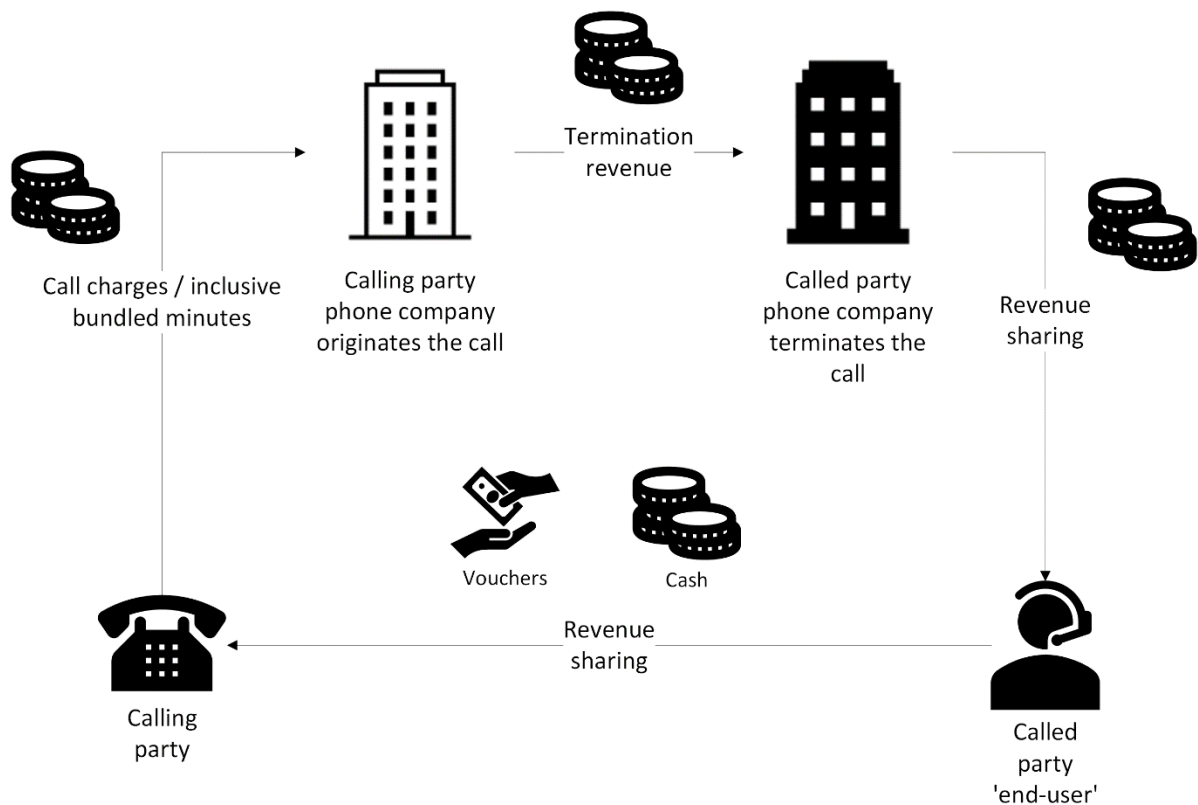 Termination
revenue
Call charges / inclusive
bundled minutes
Calling party
phone company
originates the call
Called party
phone company
terminates the
call
Revenue
sharing
Vouchers
Cash
Revenue
sharing
Calling
party
Called
party
'end-user'